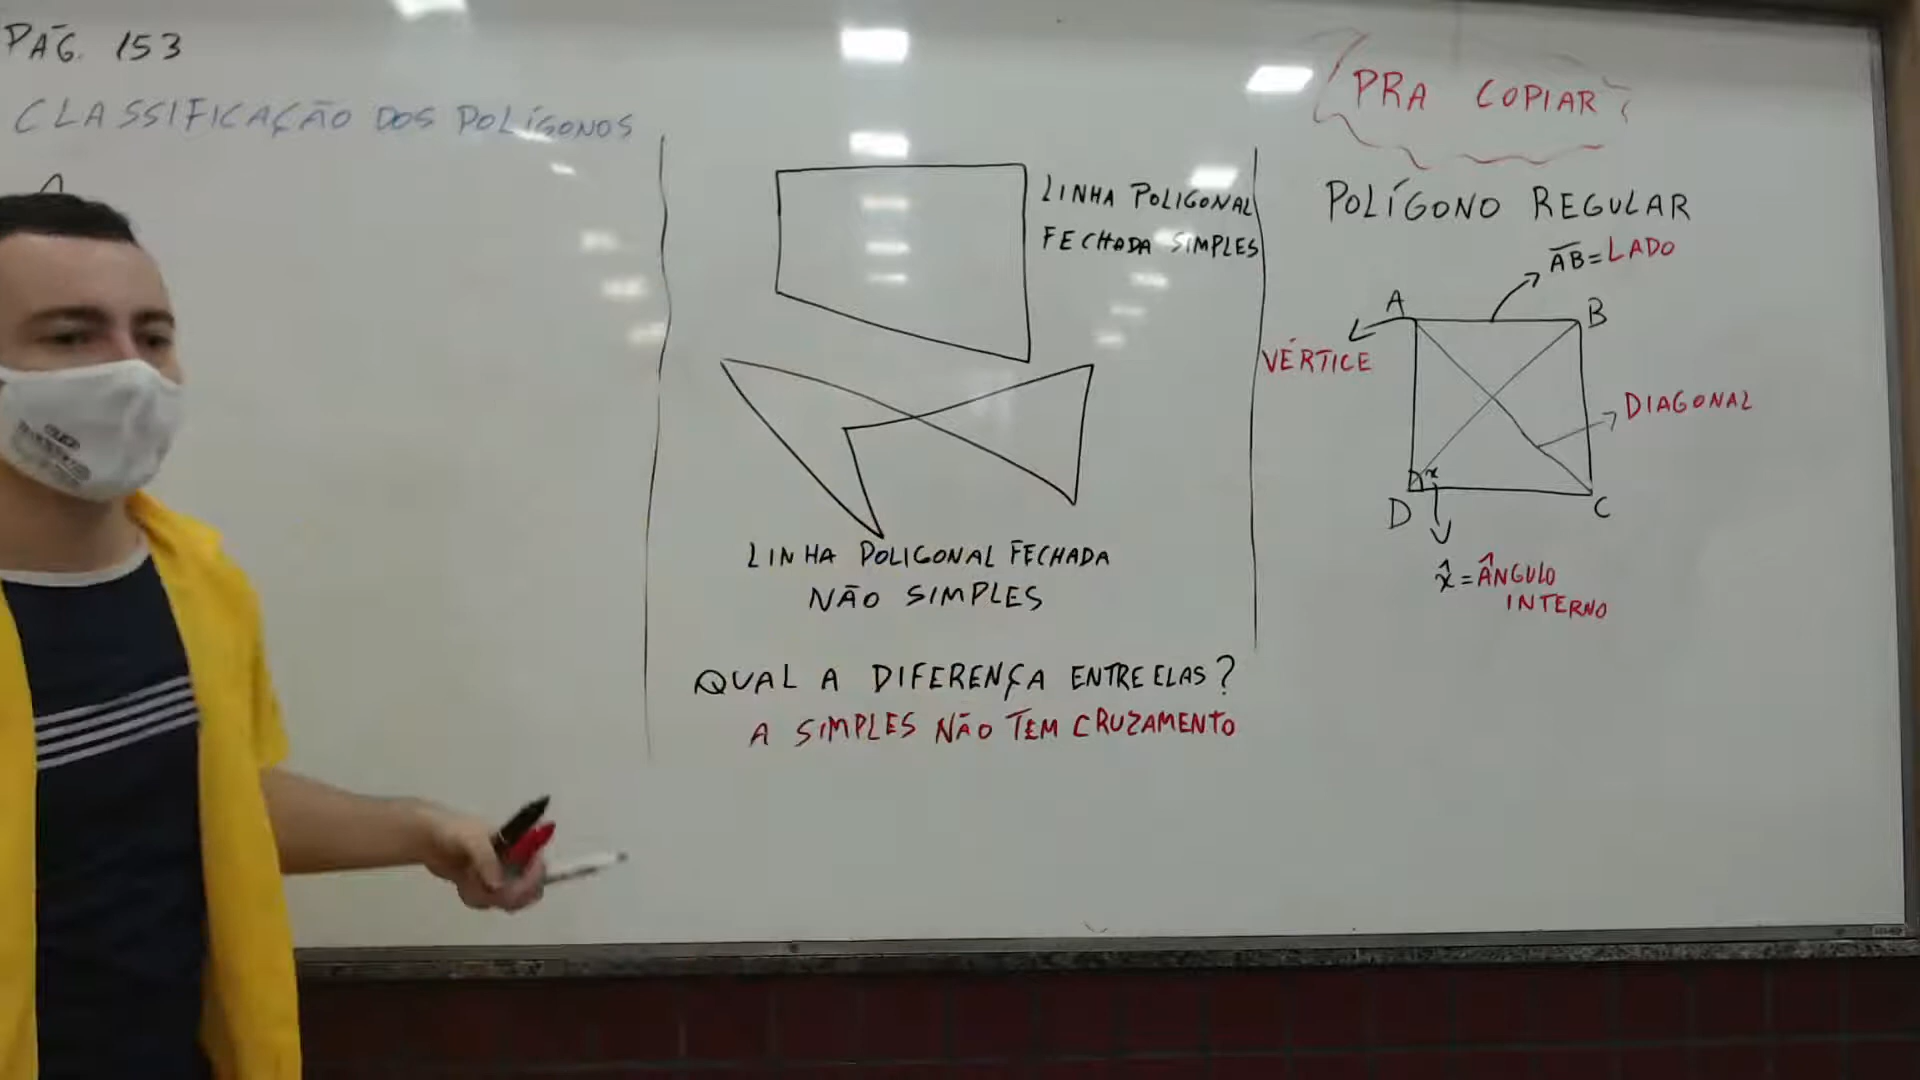 PÁG. 153
CLASSIFICAÇÃO DOS POLÍGONOS
LINHA POLIGONAL
FECHADA SIMPLES
LINHA POLIGONAL FECHADA
NÃO SIMPLES
QUAL A DIFERENÇA ENTRE ELAS?
A SIMPLES NÃO TEM CRUZAMENTO
PRA COPIAR
POLÍGONO REGULAR
AB = LADO
A
B
VÉRTICE
DIAGONAL
x
D
C
x̂ = ÂNGULO
INTERNO